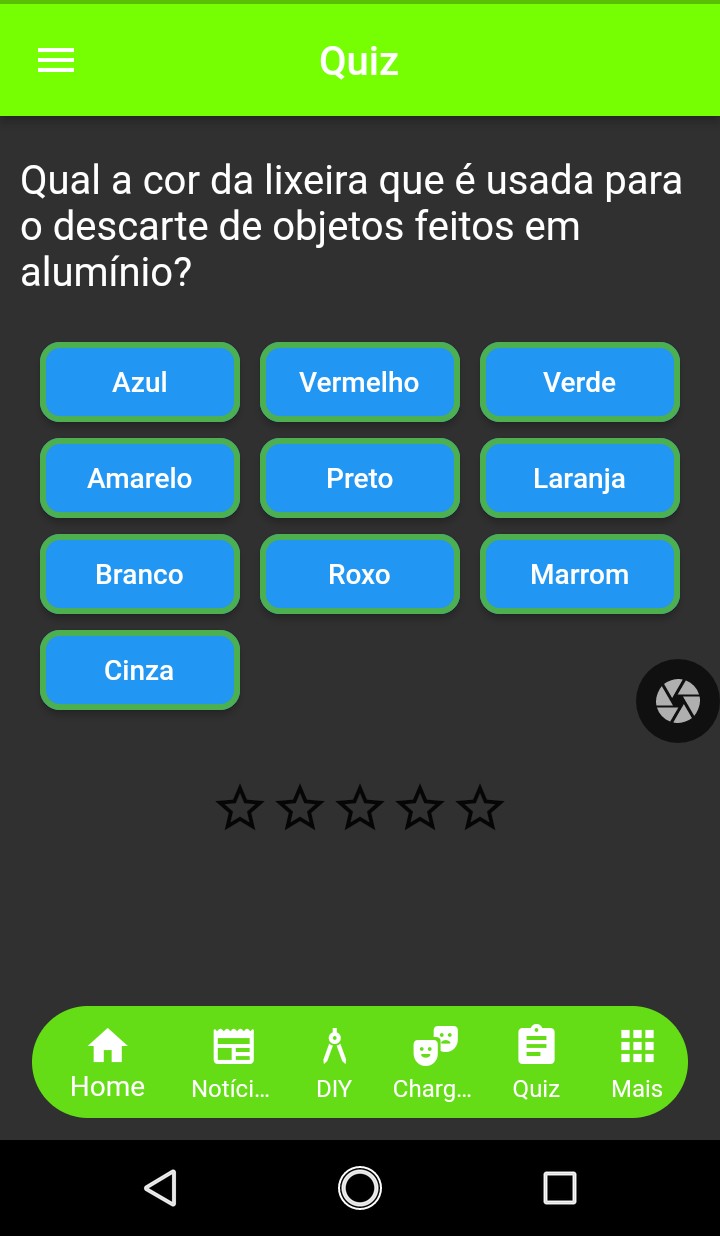 Quiz
Qual a cor da lixeira que é usada para
o descarte de objetos feitos em
alumínio?
Azul
Vermelho
Verde
Amarelo
Preto
Laranja
Branco
Roxo
Marrom
Cinza
Home
Notíci...
DIY
Charg...
Quiz
Mais